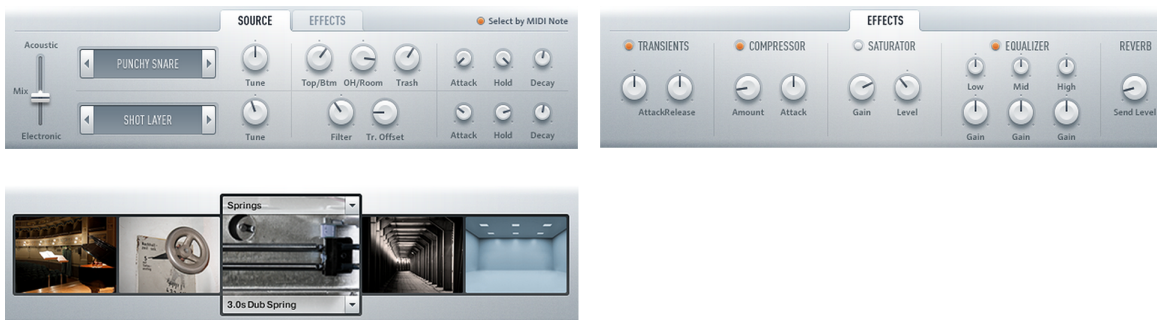 SOURCE EFFECTS
Select by MIDI Note
Acoustic
Mix
Electronic
PUNCHY SNARE
Tune
Top/Btm OH/Room Trash
Attack Hold Decay
SHOT LAYER
Tune
Filter Tr. Offset
Attack Hold Decay
EFFECTS
TRANSIENTS COMPRESSOR SATURATOR EQUALIZER REVERB
Low Mid High
Attack Release Amount Attack Gain Level Send Level
Gain Gain Gain
Springs
3.0s Dub Spring